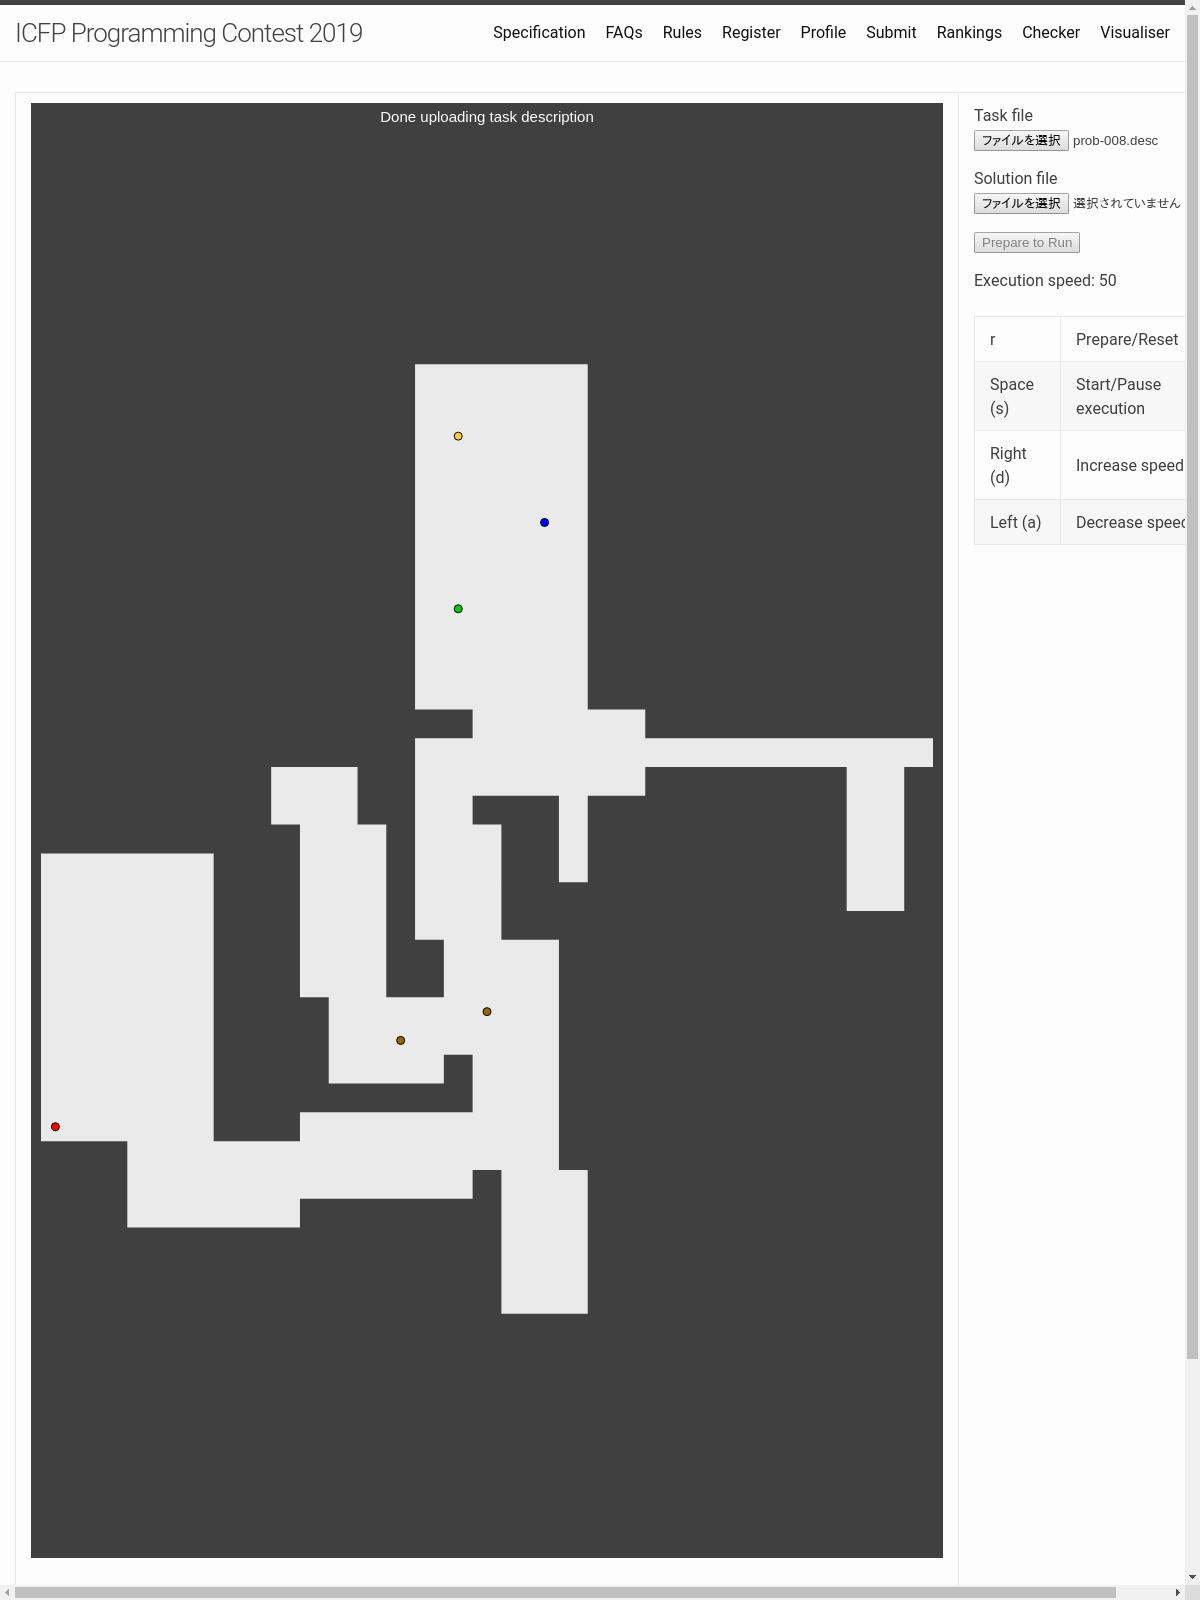 ICFP Programming Contest 2019
Specification FAQs Rules Register Profile Submit Rankings Checker Visualiser
Done uploading task description
Task file
ファイルを選択 prob-008.desc
Solution file
ファイルを選択 選択されていません
Prepare to Run
Execution speed: 50
r Prepare/Reset
Space (s) Start/Pause execution
Right (d) Increase speed
Left (a) Decrease speed